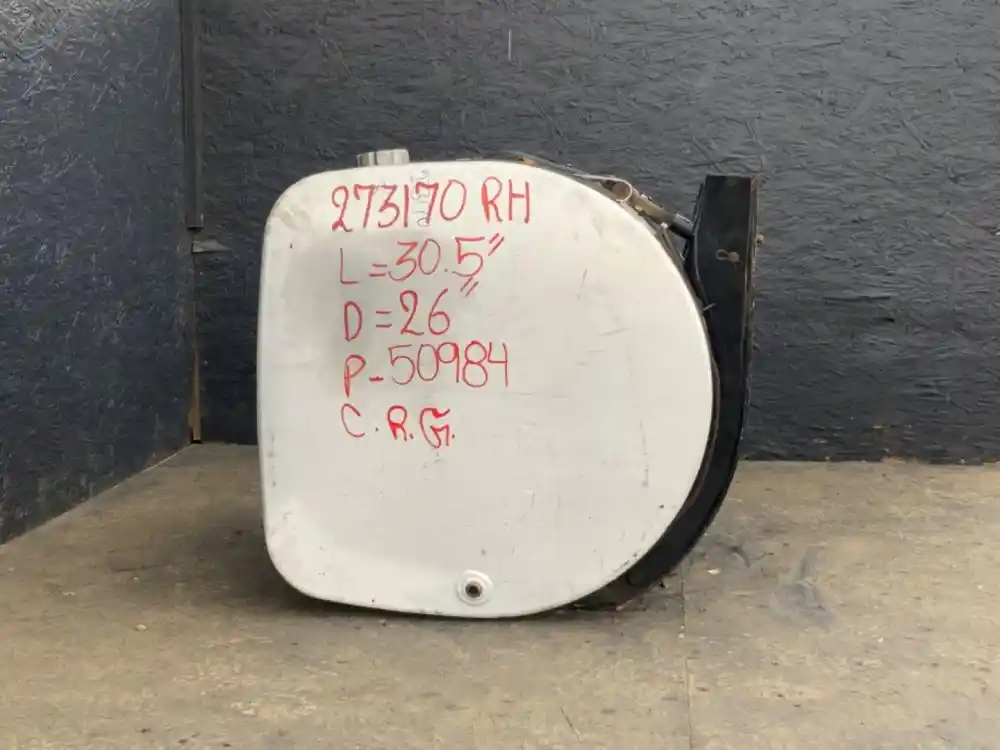 273170 RH
L=30.5"
D=26"
P-50984
C.R.G.